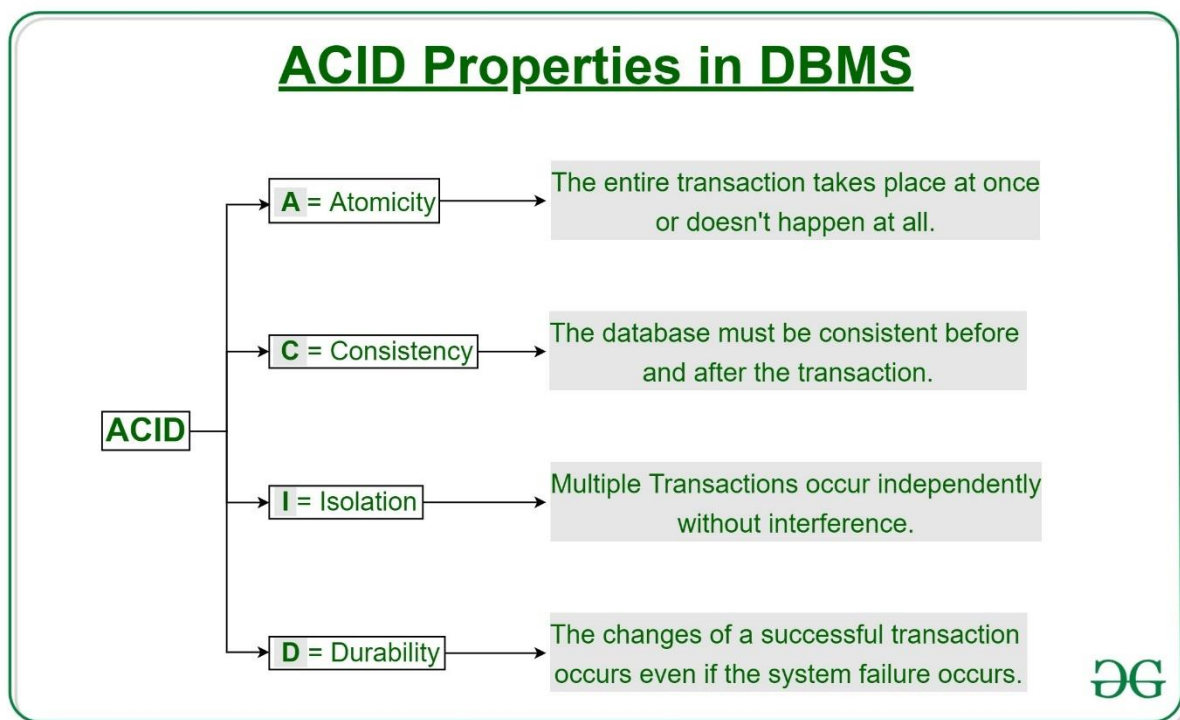 ACID Properties in DBMS
A = Atomicity
The entire transaction takes place at once
or doesn't happen at all.
C = Consistency
The database must be consistent before
and after the transaction.
ACID
I = Isolation
Multiple Transactions occur independently
without interference.
D = Durability
The changes of a successful transaction
occurs even if the system failure occurs.